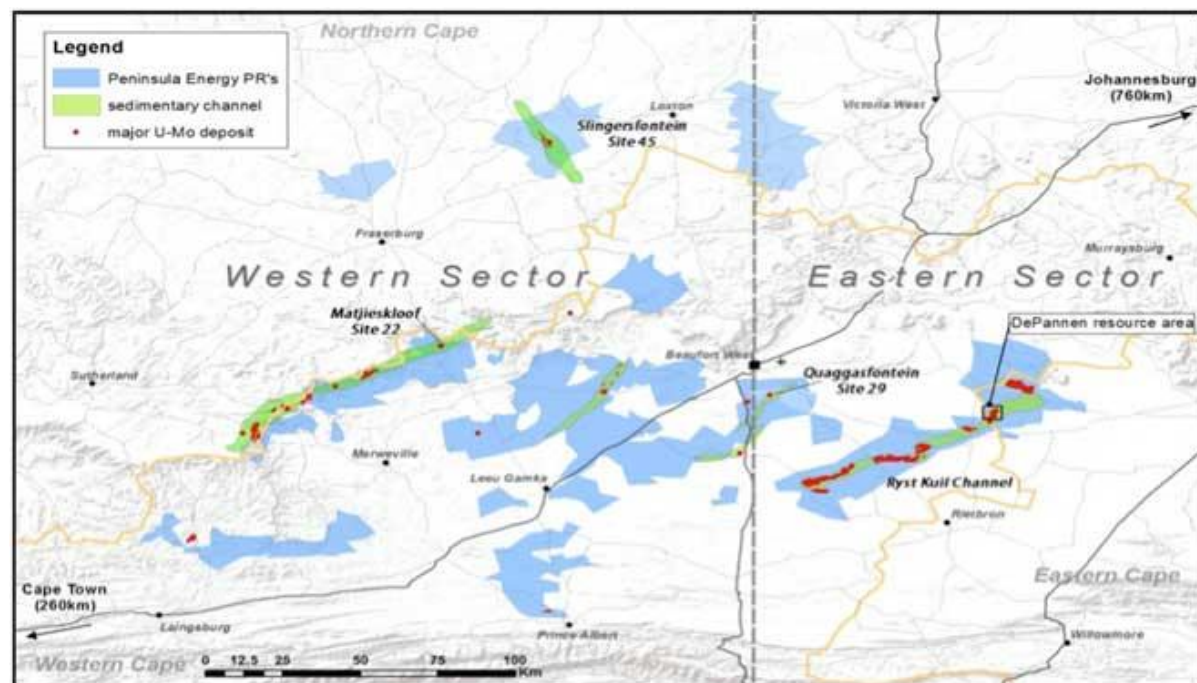 Northern Cape
Legend
Peninsula Energy PR's
sedimentary channel
major U-Mo deposit
Johannesburg
(760km)
Loxton
Victoria West
Slingersfontein
Site 45
Fraserburg
Murraysburg
Western Sector
Eastern Sector
Matjieskloof
Site 22
DePannen resource area
Beaufort West
Sutherland
Quaggasfontein
Site 29
Merweville
Leeu Gamka
Ryst Kuil Channel
Rietbron
Cape Town
(260km)
Eastern Cape
Laingsburg
Prince Albert
Willowmore
Western Cape
0 12.5 25 50 75 100
Km